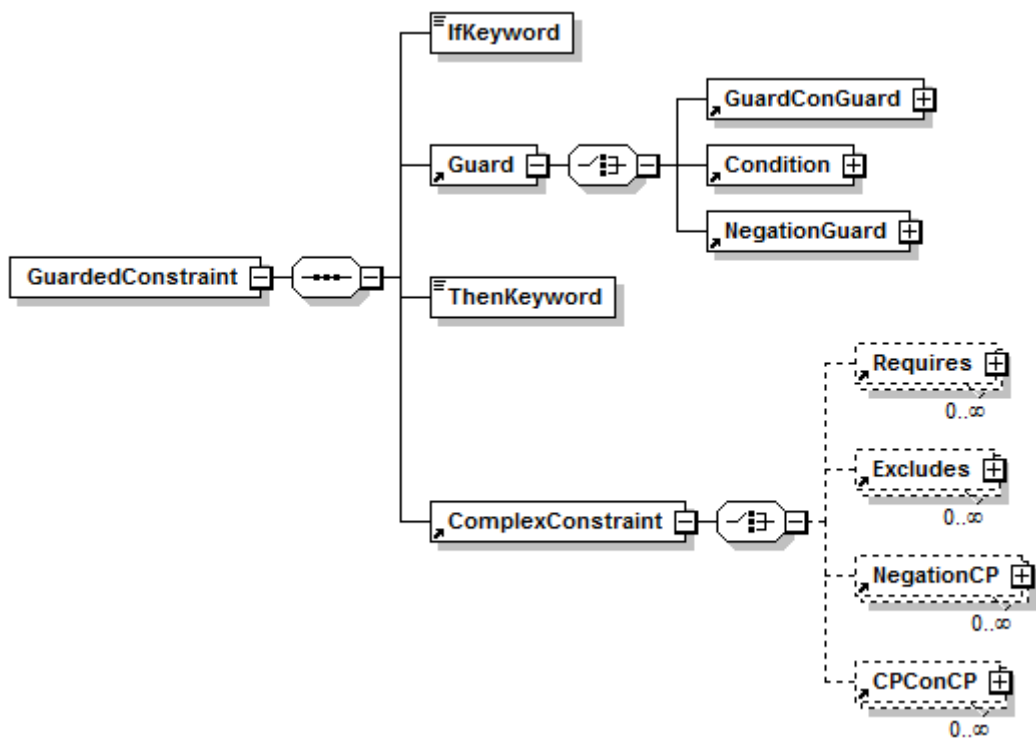 IfKeyword
GuardConGuard
Guard
Condition
NegationGuard
GuardedConstraint
ThenKeyword
Requires
0..∞
Excludes
0..∞
ComplexConstraint
NegationCP
0..∞
CPConCP
0..∞